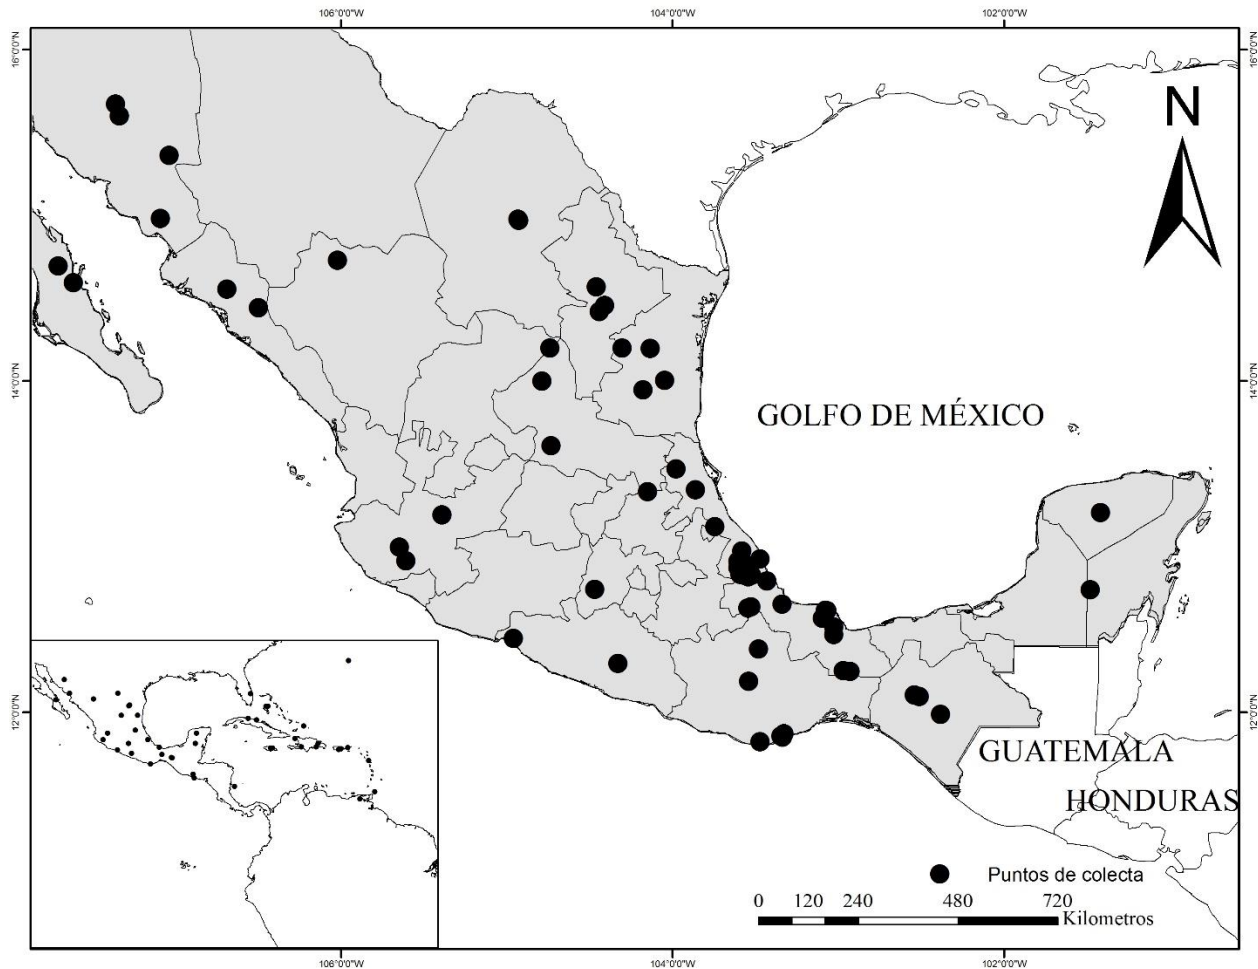 106°0'0"W 104°0'0"W 102°0'0"W
16°0'0"N 16°0'0"N
N
14°0'0"N 14°0'0"N
GOLFO DE MÉXICO
12°0'0"N 12°0'0"N
GUATEMALA
HONDURAS
Puntos de colecta
0 120 240 480 720
Kilometros
106°0'0"W 104°0'0"W 102°0'0"W